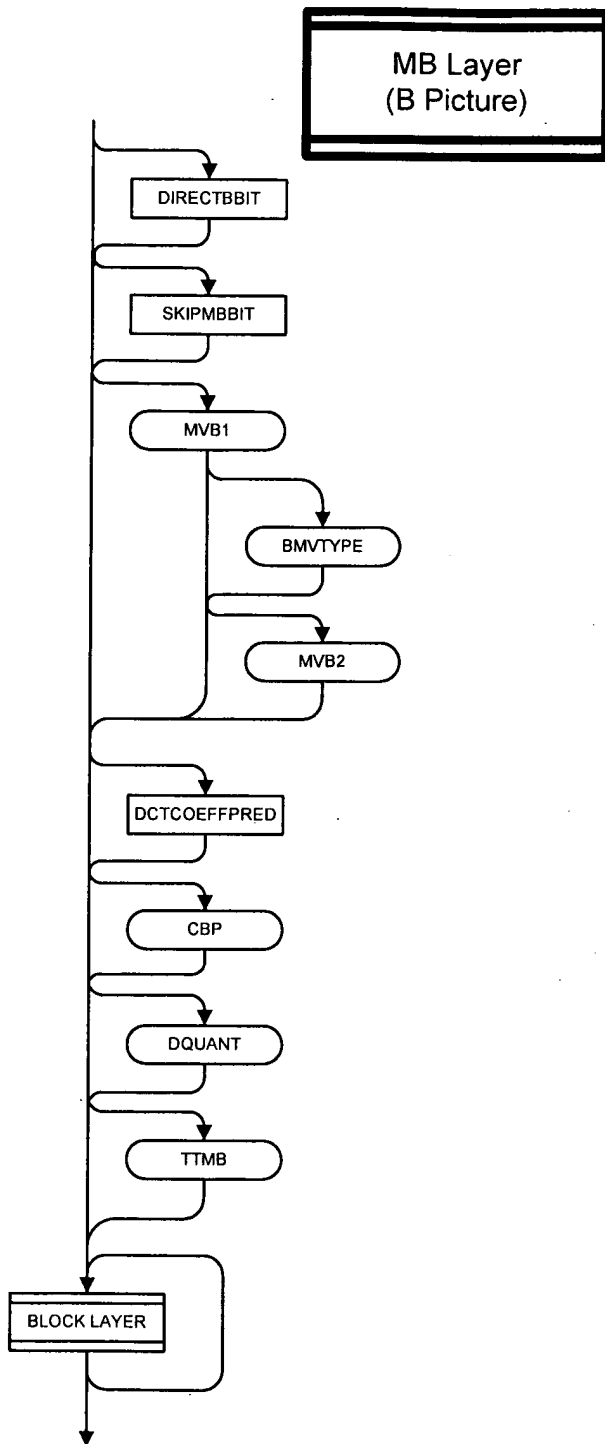 MB Layer
(B Picture)
DIRECTBBIT
SKIPMBBIT
MVB1
BMVTYPE
MVB2
DCTCOEFFPRED
CBP
DQUANT
TTMB
BLOCK LAYER